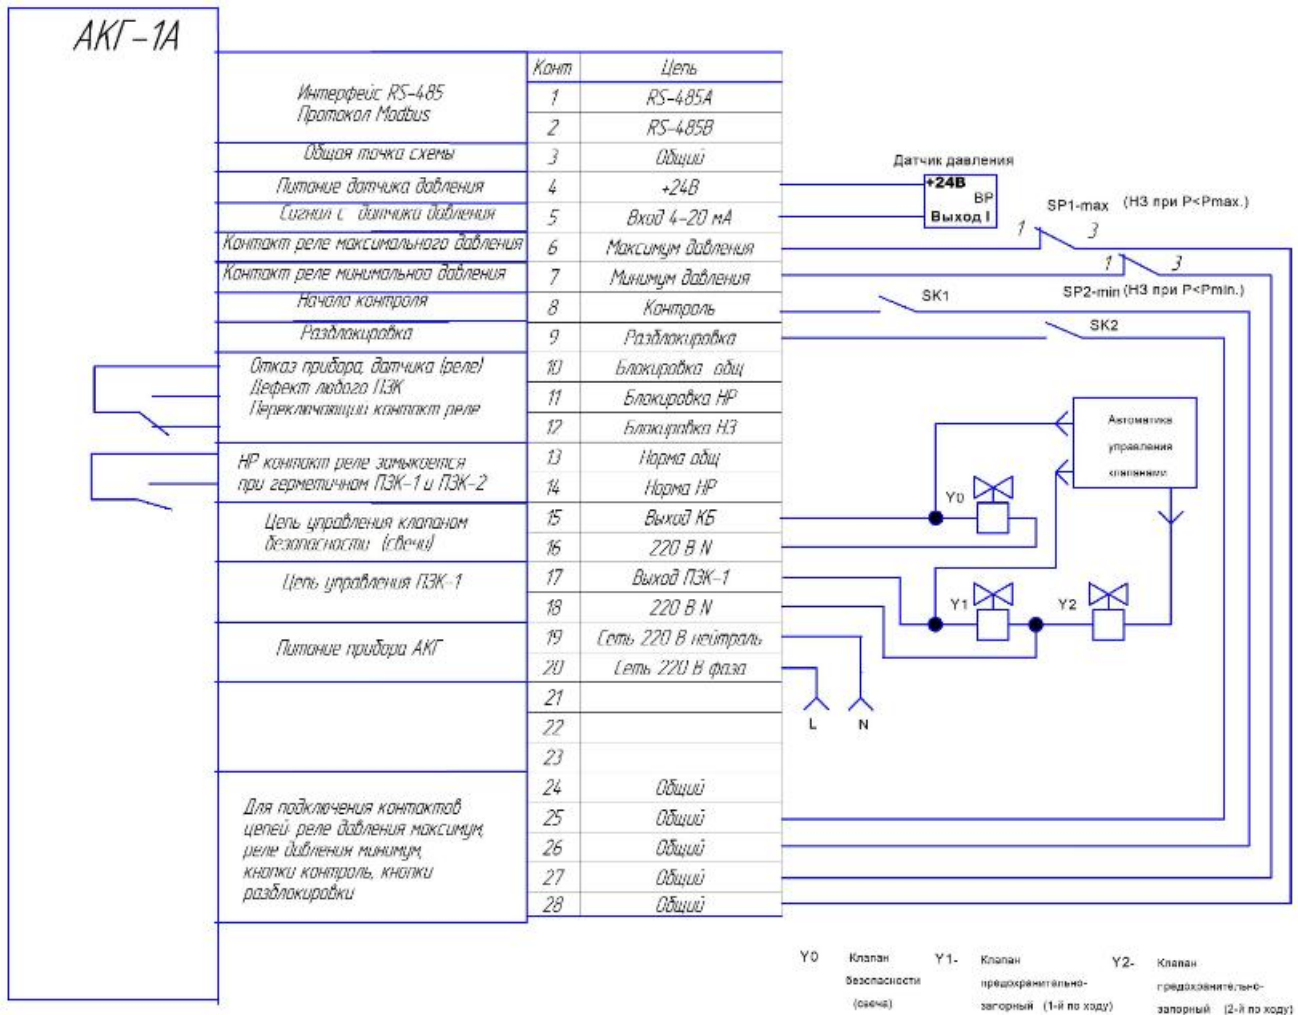 АКГ-1А
Конт Цепь
Интерфейс RS-485
Протокол Modbus
1 RS-485A
2 RS-485B
Общая точка схемы 3 Общий
Питание датчика давления 4 +24В
Сигнал с датчика давления 5 Вход 4-20 мА
Контакт реле максимального давления 6 Максимум давления
Контакт реле минимального давления 7 Минимум давления
Начало контроля 8 Контроль
Разблокировка 9 Разблокировка
Отказ прибора, датчика (реле)
Дефект любого ПЗК
Переключающий контакт реле
10 Блокировка общ
11 Блокировка НР
12 Блокировка НЗ
НР контакт реле замыкается
при герметичном ПЗК-1 и ПЗК-2
13 Норма общ
14 Норма НР
Цепь управления клапаном
безопасности (свечи)
15 Выход КБ
16 220 В N
Цепь управления ПЗК-1
17 Выход ПЗК-1
18 220 В N
Питание прибора АКГ
19 Сеть 220 В нейтраль
20 Сеть 220 В фаза
21
22
23
Для подключения контактов
цепей: реле давления максимум,
реле давления минимум,
кнопки контроль, кнопки
разблокировки
24 Общий
25 Общий
26 Общий
27 Общий
28 Общий
Датчик давления
+24В
BP
Выход I
SP1-max (НЗ при P<Pmax.)
1 3
1 3
SP2-min (НЗ при P<Pmin.)
SK1
SK2
Автоматика
управления
клапанами
Y0
Y1 Y2
L N
Y0 Клапан
безопасности
(свеча)
Y1- Клапан
предохранительно-
запорный (1-й по ходу)
Y2- Клапан
предохранительно-
запорный (2-й по ходу)